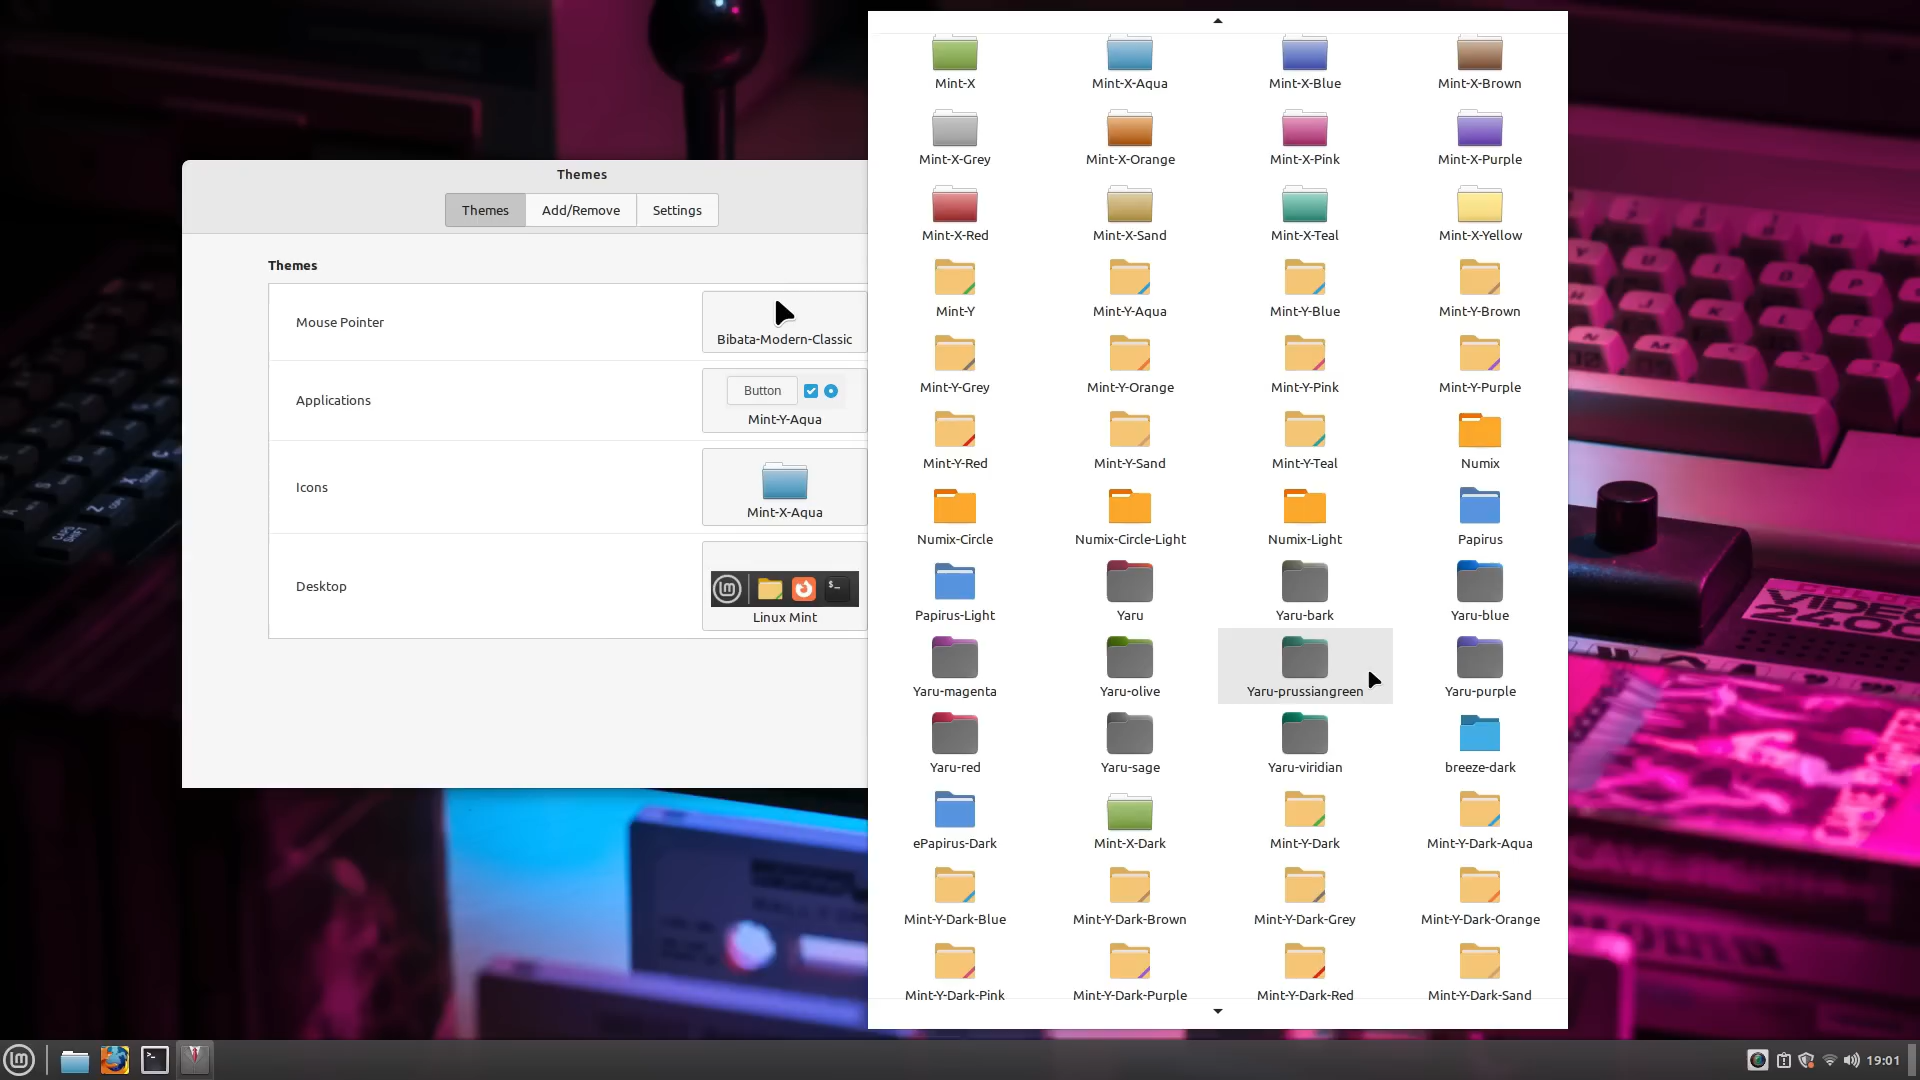 Themes
Themes
Add/Remove
Settings
Themes
Mouse Pointer
Bibata-Modern-Classic
Applications
Button
Mint-Y-Aqua
Icons
Mint-X-Aqua
Desktop
Linux Mint
Mint-X
Mint-X-Aqua
Mint-X-Blue
Mint-X-Brown
Mint-X-Grey
Mint-X-Orange
Mint-X-Pink
Mint-X-Purple
Mint-X-Red
Mint-X-Sand
Mint-X-Teal
Mint-X-Yellow
Mint-Y
Mint-Y-Aqua
Mint-Y-Blue
Mint-Y-Brown
Mint-Y-Grey
Mint-Y-Orange
Mint-Y-Pink
Mint-Y-Purple
Mint-Y-Red
Mint-Y-Sand
Mint-Y-Teal
Numix
Numix-Circle
Numix-Circle-Light
Numix-Light
Papirus
Papirus-Light
Yaru
Yaru-bark
Yaru-blue
Yaru-magenta
Yaru-olive
Yaru-prussiangreen
Yaru-purple
Yaru-red
Yaru-sage
Yaru-viridian
breeze-dark
ePapirus-Dark
Mint-X-Dark
Mint-Y-Dark
Mint-Y-Dark-Aqua
Mint-Y-Dark-Blue
Mint-Y-Dark-Brown
Mint-Y-Dark-Grey
Mint-Y-Dark-Orange
Mint-Y-Dark-Pink
Mint-Y-Dark-Purple
Mint-Y-Dark-Red
Mint-Y-Dark-Sand
VIDEO
2400
19:01